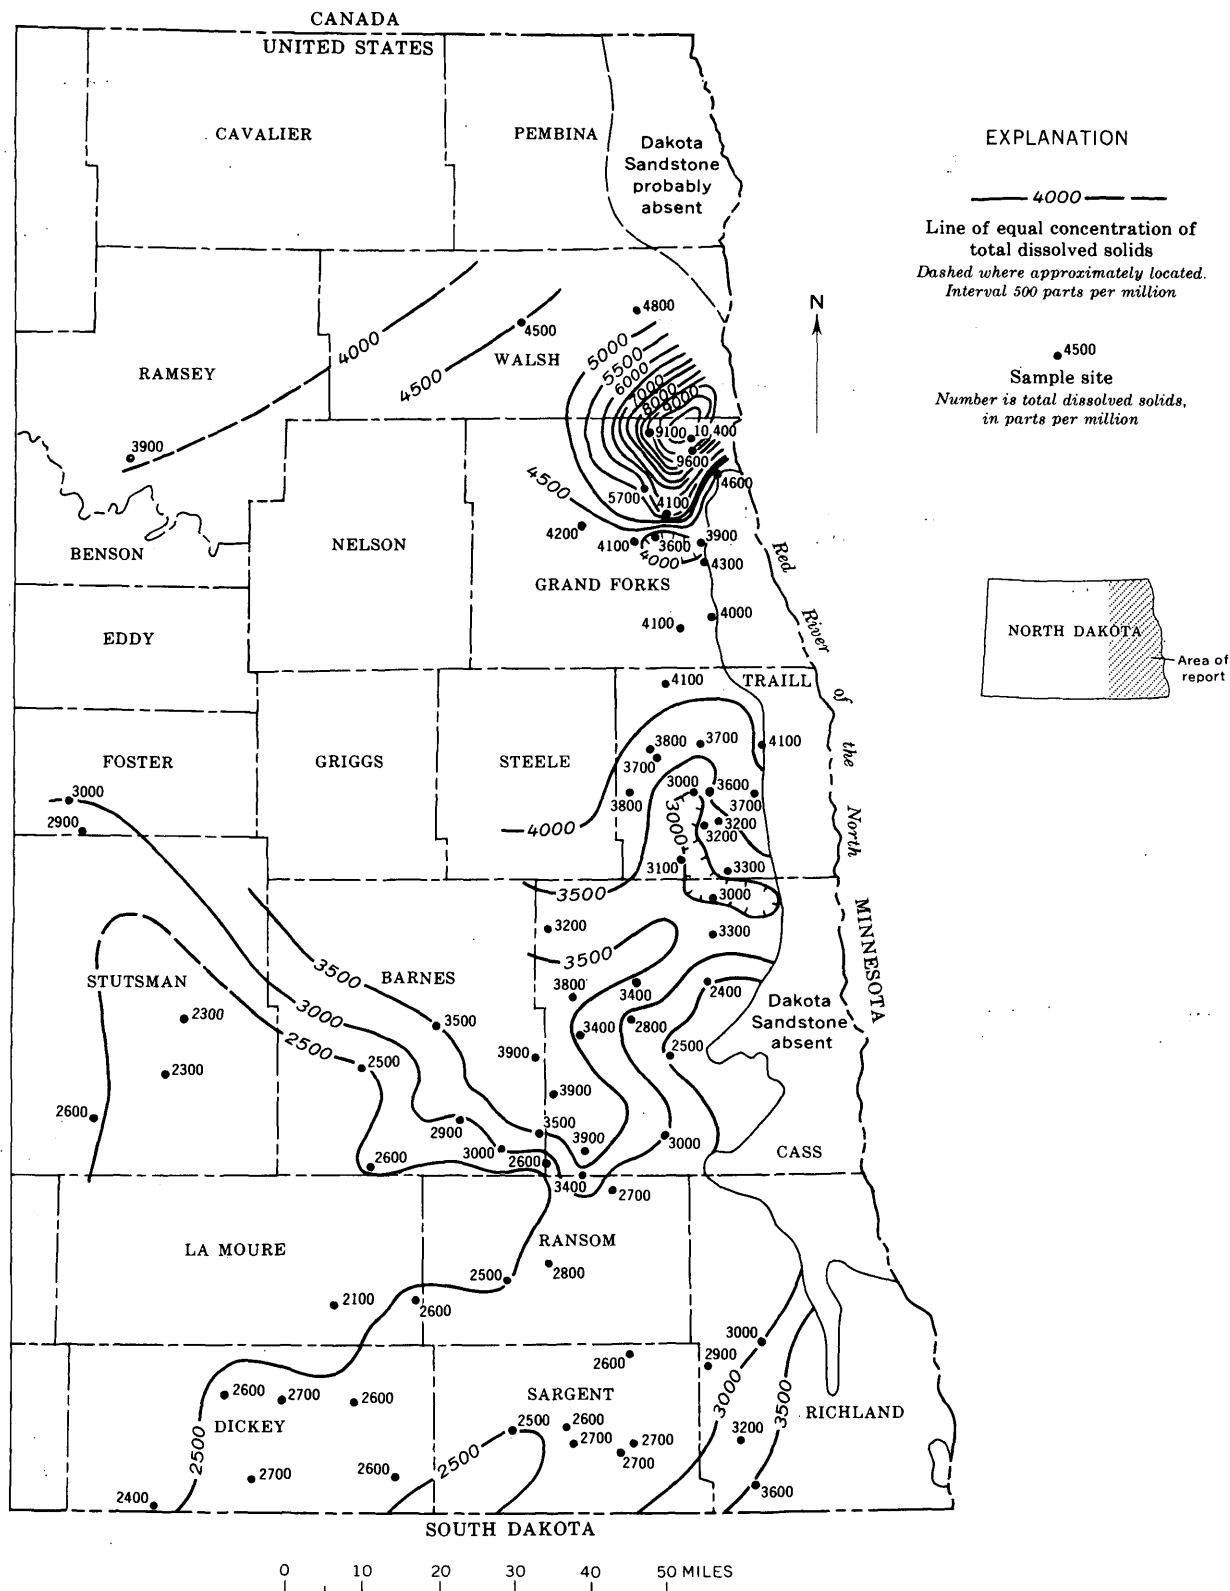 CANADA
UNITED STATES
CAVALIER
PEMBINA
Dakota
Sandstone
probably
absent
EXPLANATION
4000
Line of equal concentration of
total dissolved solids
Dashed where approximately located.
Interval 500 parts per million
N
4500
Sample site
Number is total dissolved solids,
in parts per million
4800
4500
4000
WALSH
5000
5500
6000
7000
8000
9000
RAMSEY
4500
3900
9100
10,400
9600
4600
4500
5700
4100
4200
4100
3600
3900
4000
4300
BENSON
NELSON
GRAND FORKS
Red
River
of
the
North
4100
4000
NORTH DAKOTA
Area of
report
EDDY
4100
TRAILL
FOSTER
GRIGGS
STEELE
3800
3700
4100
3700
3000
3800
3000
3600
3700
2900
4000
3000
3200
3200
3100
3300
3500
3000
MINNESOTA
3200
3300
3500
STUTSMAN
3500
BARNES
3800
3400
2400
Dakota
Sandstone
absent
2300
3000
3500
3400
2800
2500
2500
2500
3900
2300
3900
2600
2900
3500
3900
3000
3000
2600
2600
CASS
3400
2700
LA MOURE
RANSOM
2500
2800
2100
2600
3000
2600
2900
2600
2700
2600
SARGENT
3000
3500
RICHLAND
DICKEY
2500
2600
2500
2500
2700
2700
3200
2700
2700
2600
3600
2400
SOUTH DAKOTA
0 10 20 30 40 50 MILES